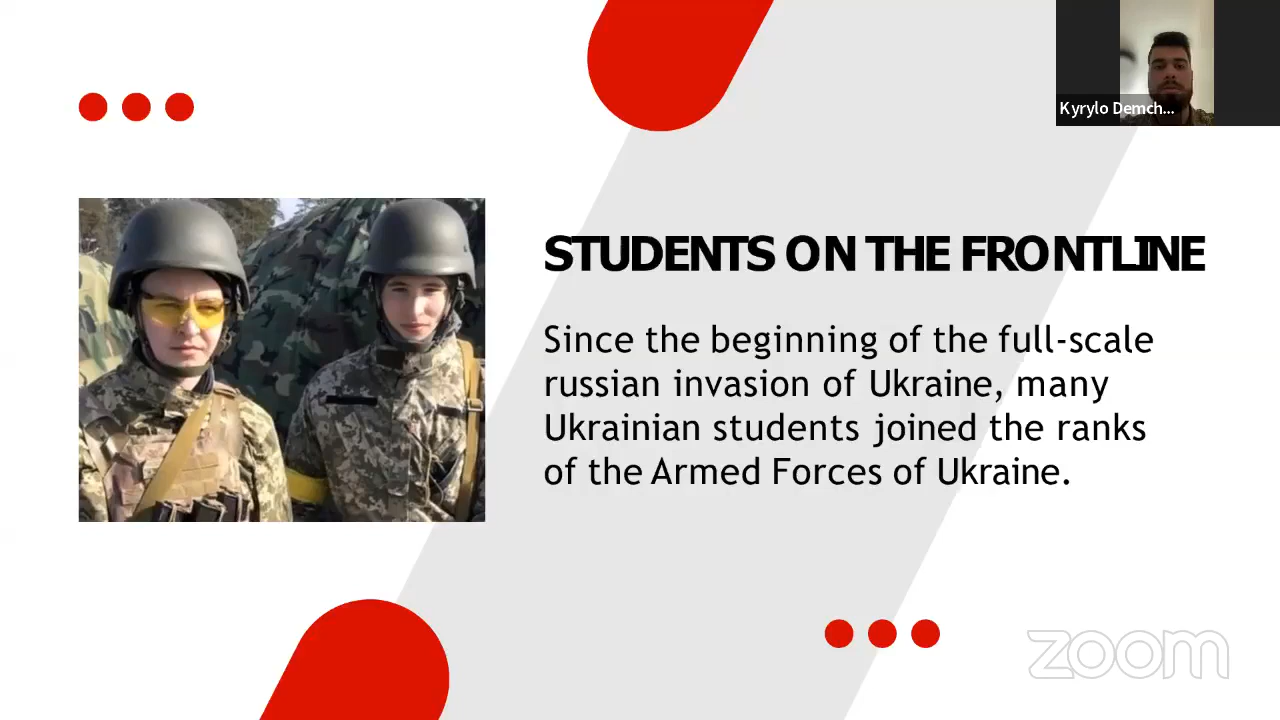 Kyrylo Demch...
STUDENTS ON THE FRONTLINE
Since the beginning of the full-scale
russian invasion of Ukraine, many
Ukrainian students joined the ranks
of the Armed Forces of Ukraine.
zoom